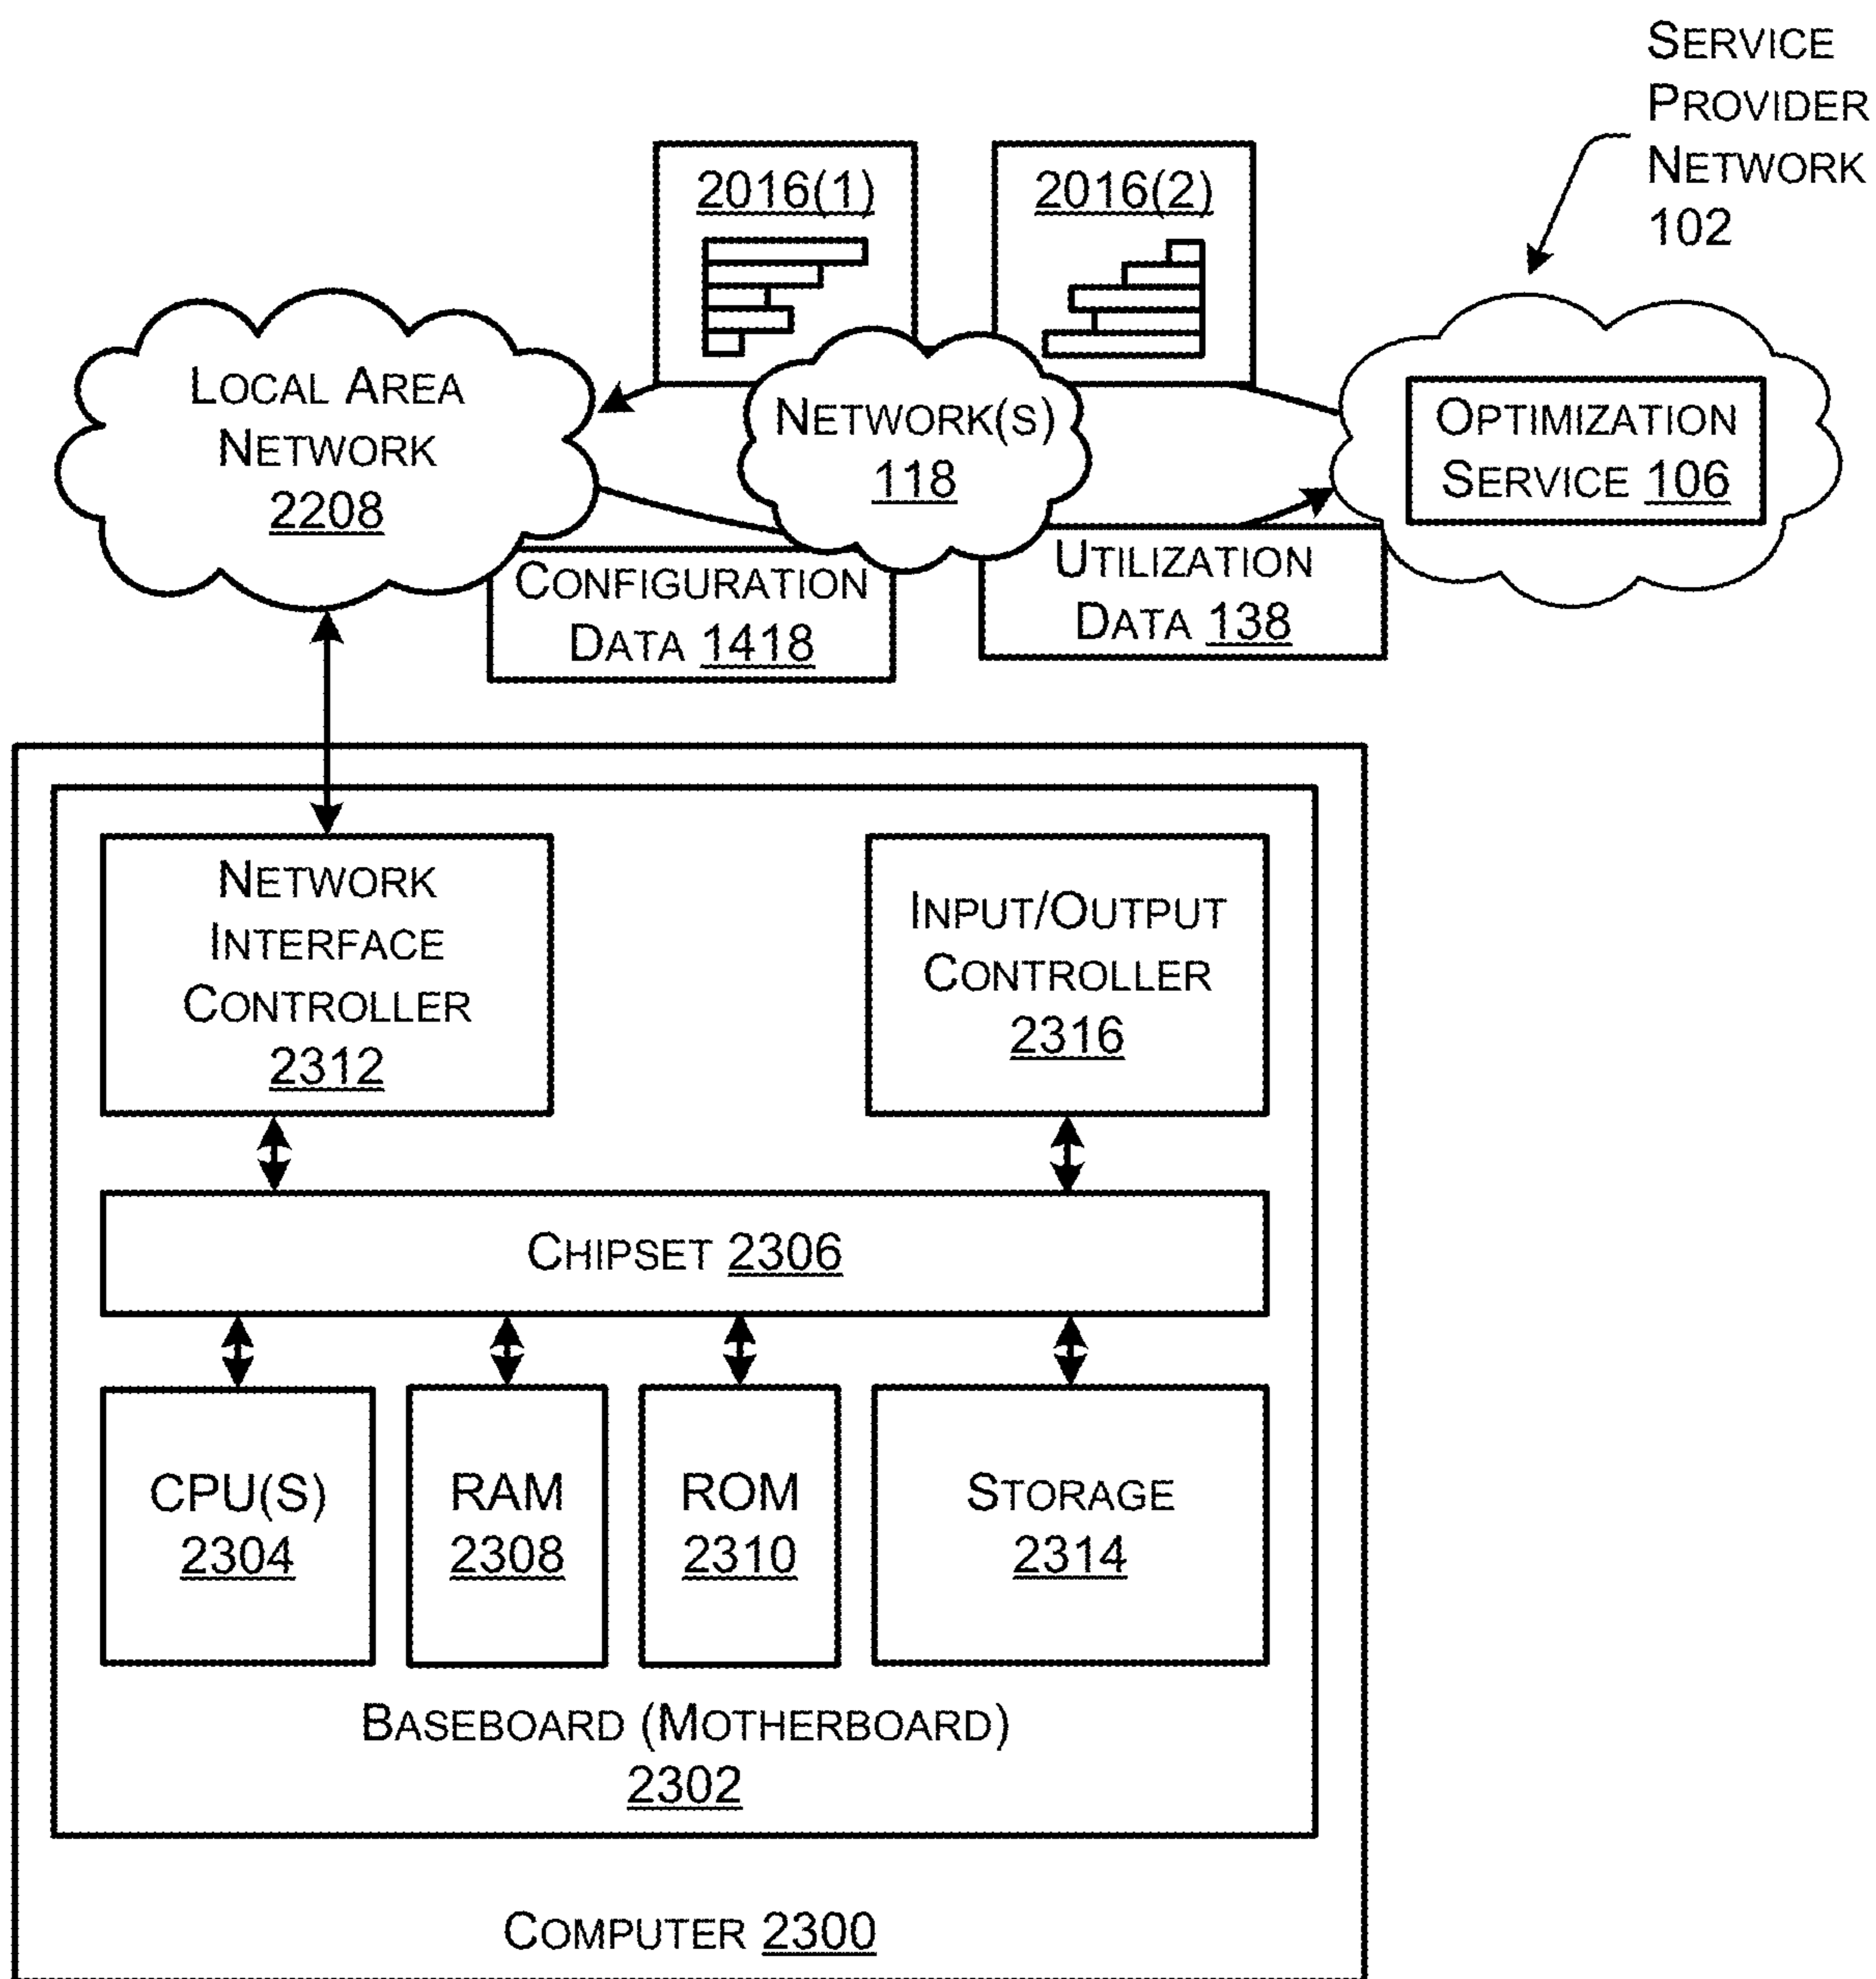 SERVICE
PROVIDER
NETWORK
102
2016(1)
2016(2)
LOCAL AREA
NETWORK
2208
NETWORK(S)
118
OPTIMIZATION
SERVICE 106
CONFIGURATION
DATA 1418
UTILIZATION
DATA 138
NETWORK
INTERFACE
CONTROLLER
2312
INPUT/OUTPUT
CONTROLLER
2316
CHIPSET 2306
CPU(S)
2304
RAM
2308
ROM
2310
STORAGE
2314
BASEBOARD (MOTHERBOARD)
2302
COMPUTER 2300